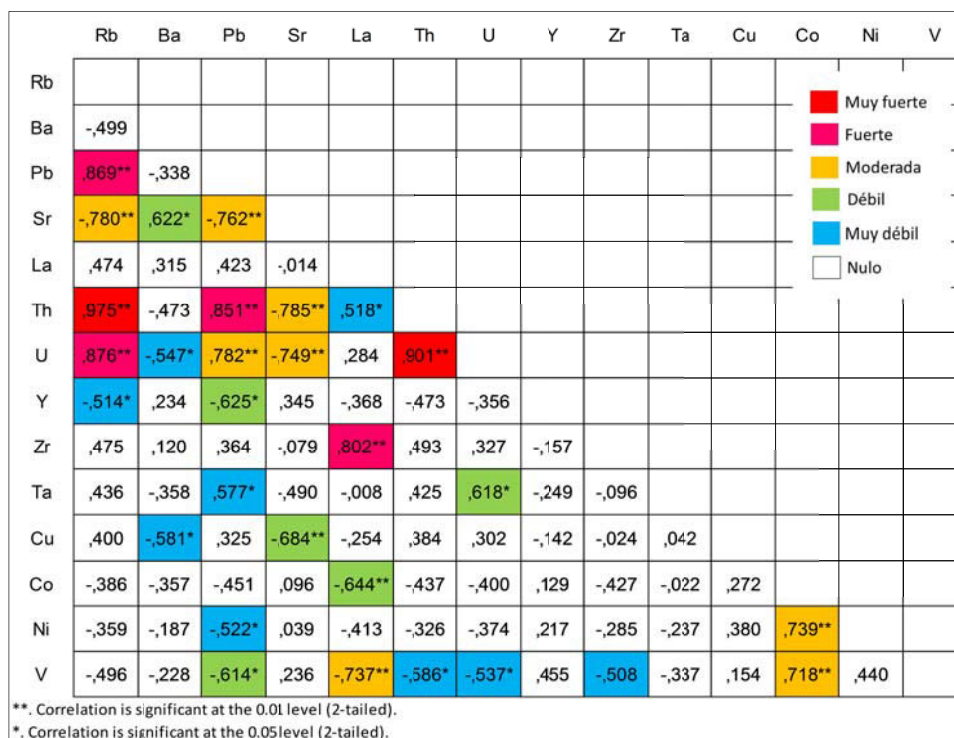 Rb Ba Pb Sr La Th U Y Zr Ta Cu Co Ni V
Rb
Muy fuerte
Ba -,499
Fuerte
Pb ,869** -,338
Moderada
Sr -,780** ,622* -,762**
Débil
Muy débil
La ,474 ,315 ,423 -,014
Nulo
Th ,975** -,473 ,851** -,785** ,518*
U ,876** -,547* ,782** -,749** ,284 ,901**
Y -,514* ,234 -,625* ,345 -,368 -,473 -,356
Zr ,475 ,120 ,364 -,079 ,802** ,493 ,327 -,157
Ta ,436 -,358 ,577* -,490 -,008 ,425 ,618* -,249 -,096
Cu ,400 -,581* ,325 -,684** -,254 ,384 ,302 -,142 -,024 ,042
Co -,386 -,357 -,451 ,096 -,644** -,437 -,400 ,129 -,427 -,022 ,272
Ni -,359 -,187 -,522* ,039 -,413 -,326 -,374 ,217 -,285 -,237 ,380 ,739**
V -,496 -,228 -,614* ,236 -,737** -,586* -,537* ,455 -,508 -,337 ,154 ,718** ,440
**. Correlation is significant at the 0.01 level (2-tailed).
*. Correlation is significant at the 0.05 level (2-tailed).